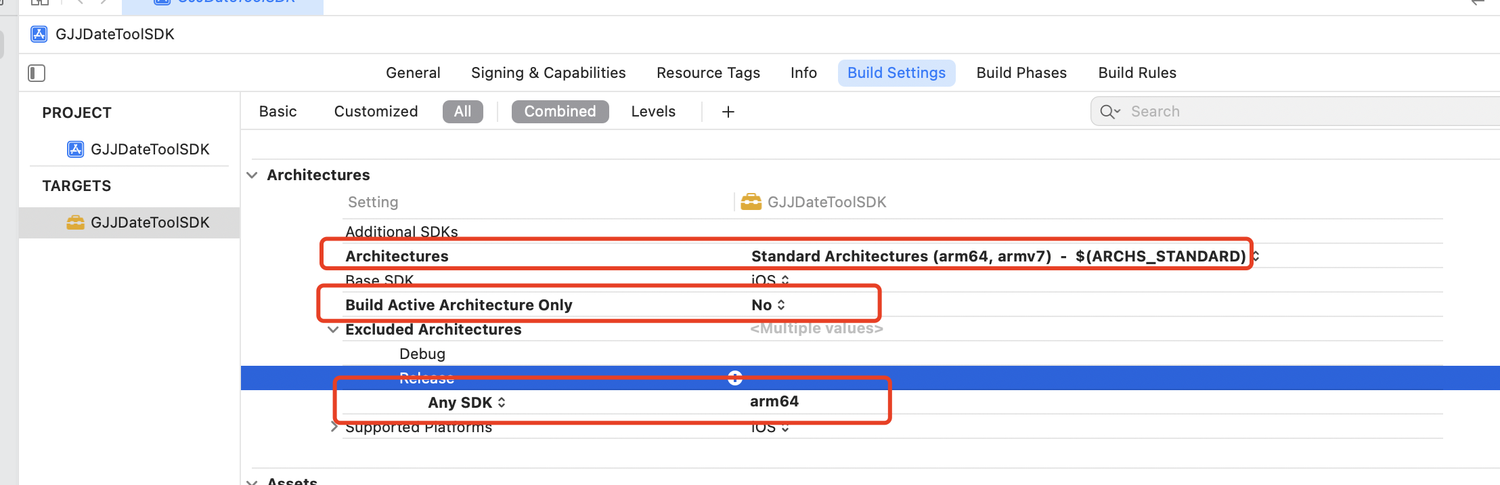 GJJDateToolSDK
GJJDateToolSDK
General Signing & Capabilities Resource Tags Info Build Settings Build Phases Build Rules
PROJECT
GJJDateToolSDK
TARGETS
GJJDateToolSDK
Basic Customized All Combined Levels + Search
Architectures
Setting GJJDateToolSDK
Additional SDKs
Architectures Standard Architectures (arm64, armv7) - $(ARCHS_STANDARD)
Base SDK iOS
Build Active Architecture Only No
Excluded Architectures <Multiple values>
Debug
Release
Any SDK arm64
Supported Platforms iOS
Assets